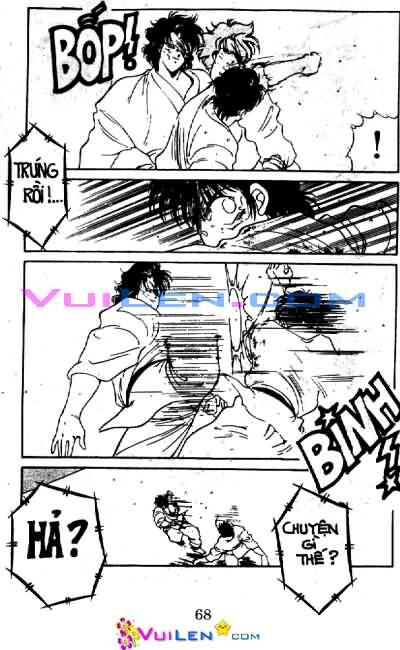 BỐP!
!
TRÚNG
RỒI!...
VUILEN.COM
BÌNH!!
CHUYỆN
GÌ
THẾ?
HẢ?
68
VUILEN.COM